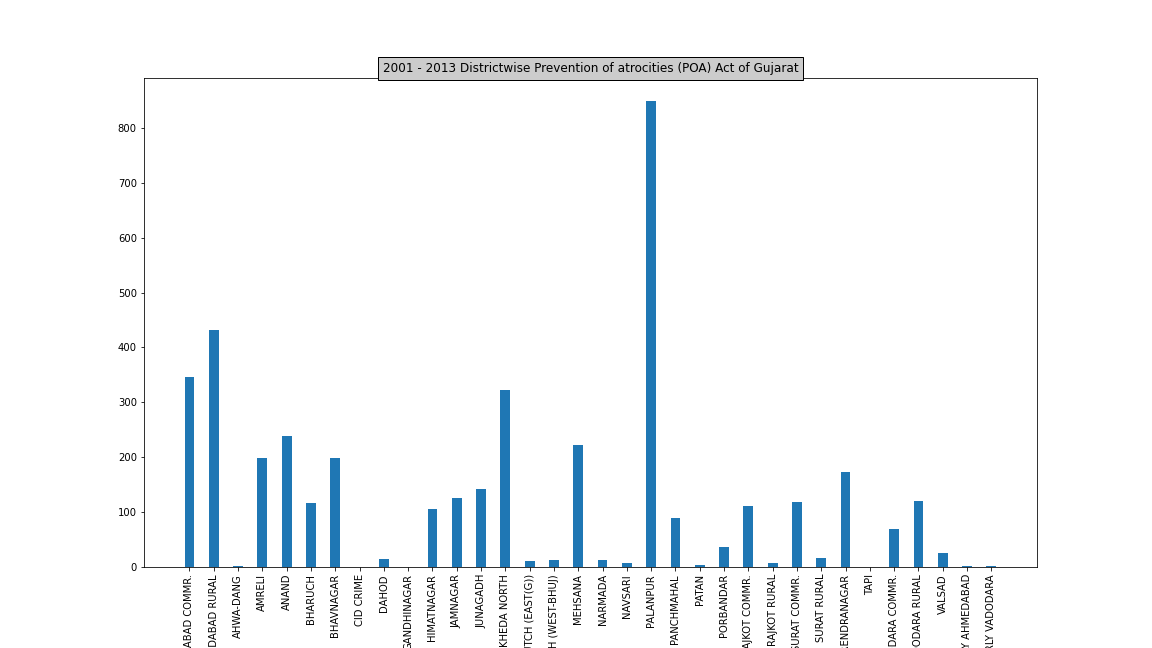 2001 - 2013 Districtwise Prevention of atrocities (POA) Act of Gujarat
800
700
600
500
400
300
200
100
0
ABAD COMMR.
DABAD RURAL
AHWA-DANG
AMRELI
ANAND
BHARUCH
BHAVNAGAR
CID CRIME
DAHOD
GANDHINAGAR
HIMATNAGAR
JAMNAGAR
JUNAGADH
KHEDA NORTH
UTCH (EAST(G))
H (WEST-BHUJ)
MEHSANA
NARMADA
NAVSARI
PALANPUR
PANCHMAHAL
PATAN
PORBANDAR
AJKOT COMMR.
RAJKOT RURAL
SURAT COMMR.
SURAT RURAL
ENDRANAGAR
TAPI
DARA COMMR.
ODARA RURAL
VALSAD
Y AHMEDABAD
RLY VADODARA